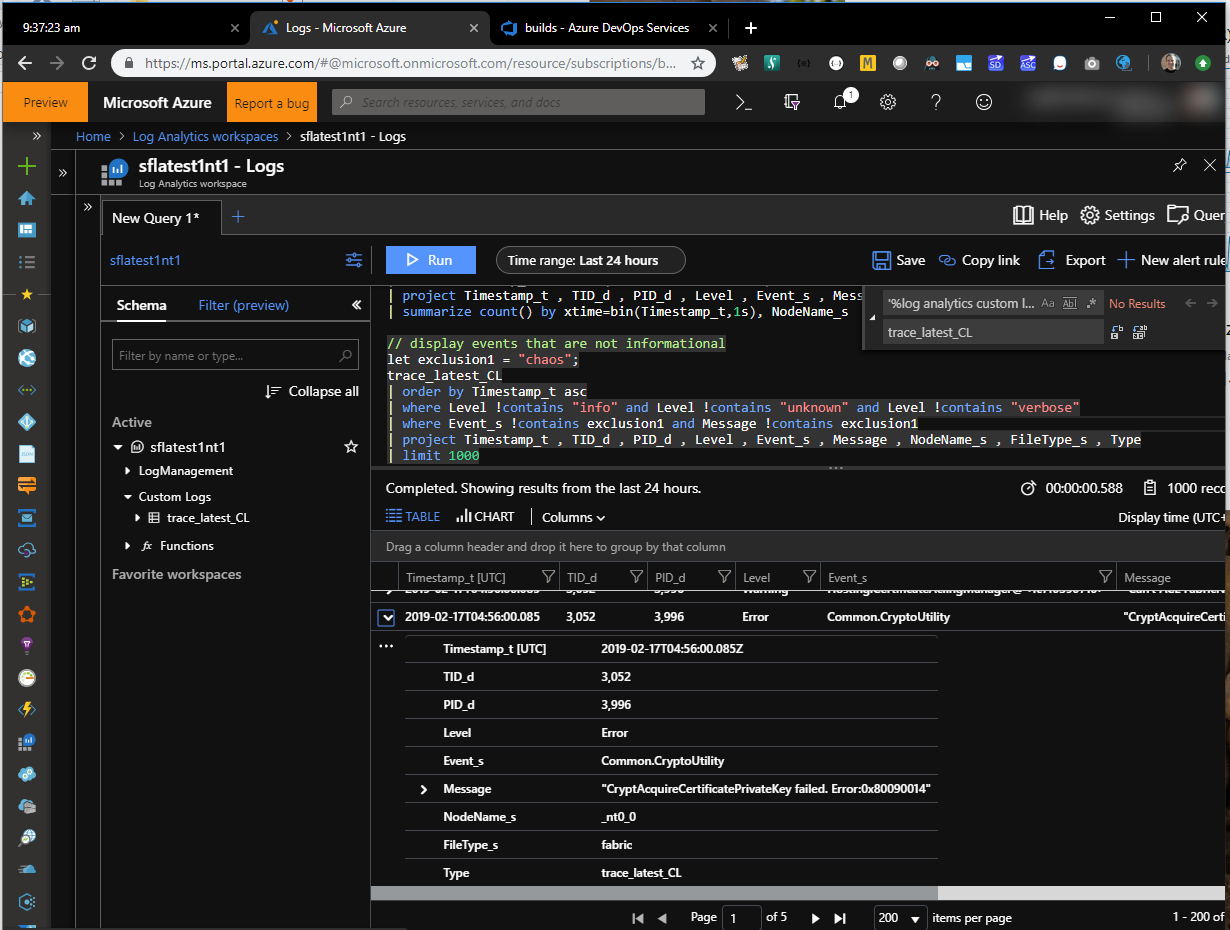 9:37:23 am
Logs - Microsoft Azure
builds - Azure DevOps Services
https://ms.portal.azure.com/#@microsoft.onmicrosoft.com/resource/subscriptions/b...
Preview
Microsoft Azure
Report a bug
Search resources, services, and docs
1
Home > Log Analytics workspaces > sflatest1nt1 - Logs
sflatest1nt1 - Logs
Log Analytics workspace
New Query 1*
Help
Settings
Quer
sflatest1nt1
Run
Time range: Last 24 hours
Save
Copy link
Export
New alert rule
Schema
Filter (preview)
Filter by name or type...
Collapse all
Active
sflatest1nt1
LogManagement
Custom Logs
trace_latest_CL
fx Functions
Favorite workspaces
| project Timestamp_t , TID_d , PID_d , Level , Event_s , Mess
| summarize count() by xtime=bin(Timestamp_t,1s), NodeName_s
'%log analytics custom l...
Aa
Abl
.*
No Results
trace_latest_CL
// display events that are not informational
let exclusion1 = "chaos";
trace_latest_CL
| order by Timestamp_t asc
| where Level !contains "info" and Level !contains "unknown" and Level !contains "verbose"
| where Event_s !contains exclusion1 and Message !contains exclusion1
| project Timestamp_t , TID_d , PID_d , Level , Event_s , Message , NodeName_s , FileType_s , Type
| limit 1000
Completed. Showing results from the last 24 hours.
00:00:00.588
1000 reco
TABLE
CHART
Columns
Display time (UTC+
Drag a column header and drop it here to group by that column
Timestamp_t [UTC]
TID_d
PID_d
Level
Event_s
Message
2019-02-17T04:56:00.085
3,052
3,996
Error
Common.CryptoUtility
"CryptAcquireCerti
Timestamp_t [UTC]
2019-02-17T04:56:00.085Z
TID_d
3,052
PID_d
3,996
Level
Error
Event_s
Common.CryptoUtility
Message
"CryptAcquireCertificatePrivateKey failed. Error:0x80090014"
NodeName_s
_nt0_0
FileType_s
fabric
Type
trace_latest_CL
Page 1 of 5
200 items per page
1 - 200 of